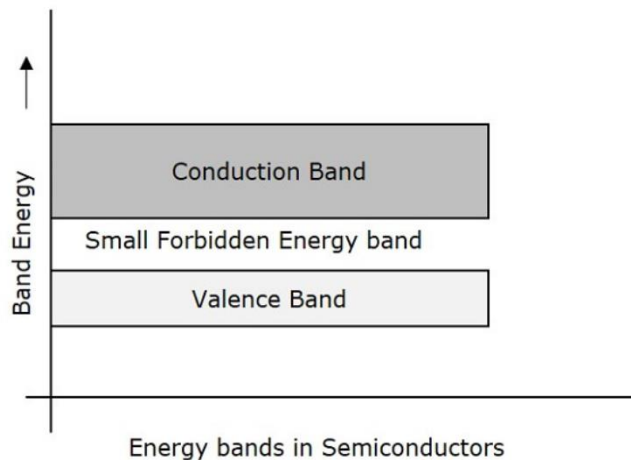 Band Energy
Conduction Band
Small Forbidden Energy band
Valence Band
Energy bands in Semiconductors